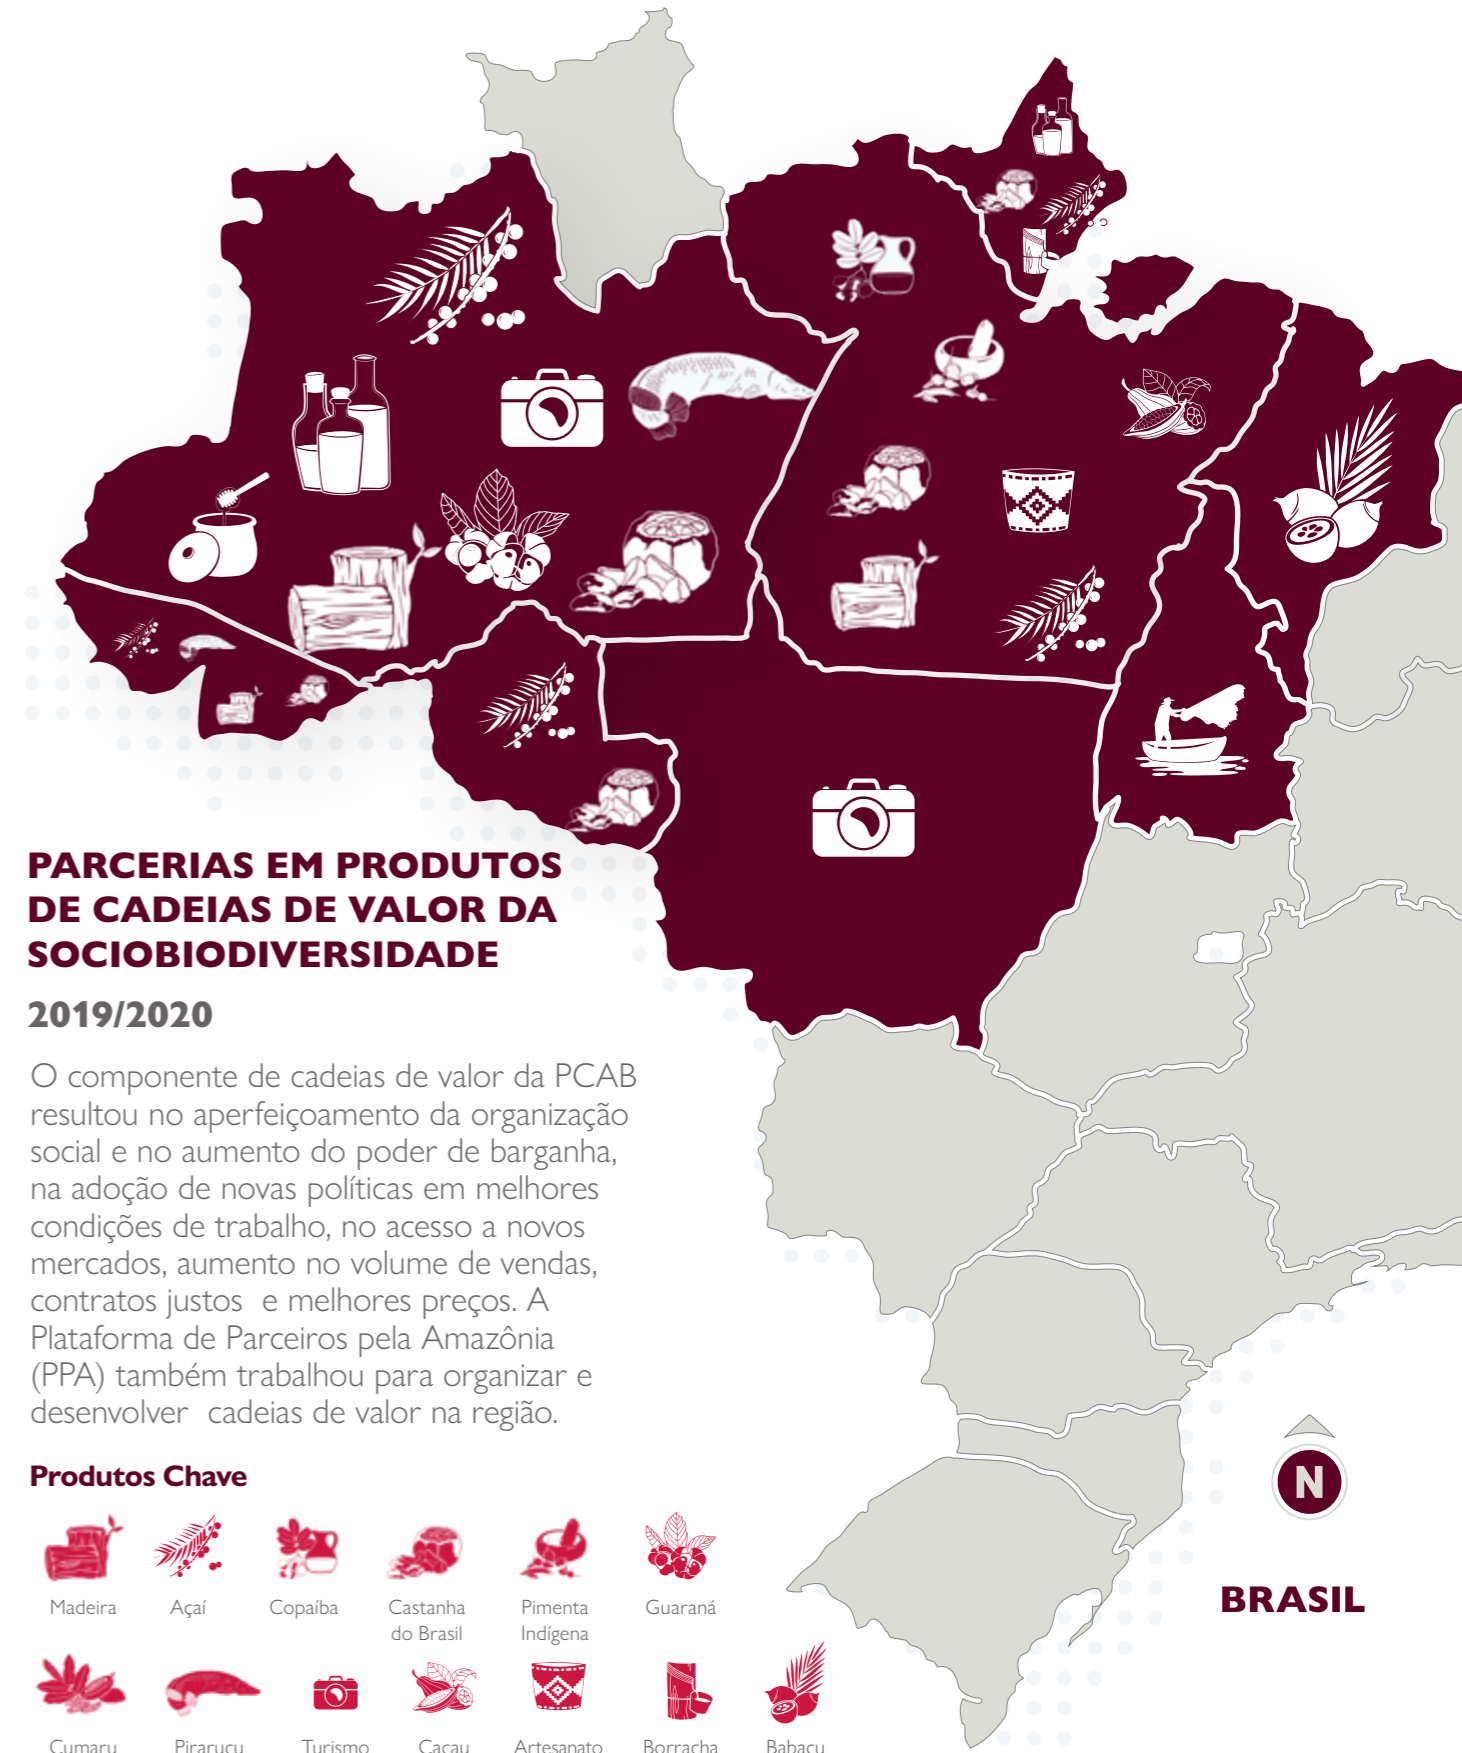 PARCERIAS EM PRODUTOS
DE CADEIAS DE VALOR DA
SOCIOBIODIVERSIDADE
2019/2020
O componente de cadeias de valor da PCAB
resultou no aperfeiçoamento da organização
social e no aumento do poder de barganha,
na adoção de novas políticas em melhores
condições de trabalho, no acesso a novos
mercados, aumento no volume de vendas,
contratos justos e melhores preços. A
Plataforma de Parceiros pela Amazônia
(PPA) também trabalhou para organizar e
desenvolver cadeias de valor na região.
Produtos Chave
Madeira
Açaí
Copaíba
Castanha
do Brasil
Pimenta
Indígena
Guaraná
Cumaru
Pirarucu
Turismo
Cacau
Artesanato
Borracha
Babaçu
N
BRASIL